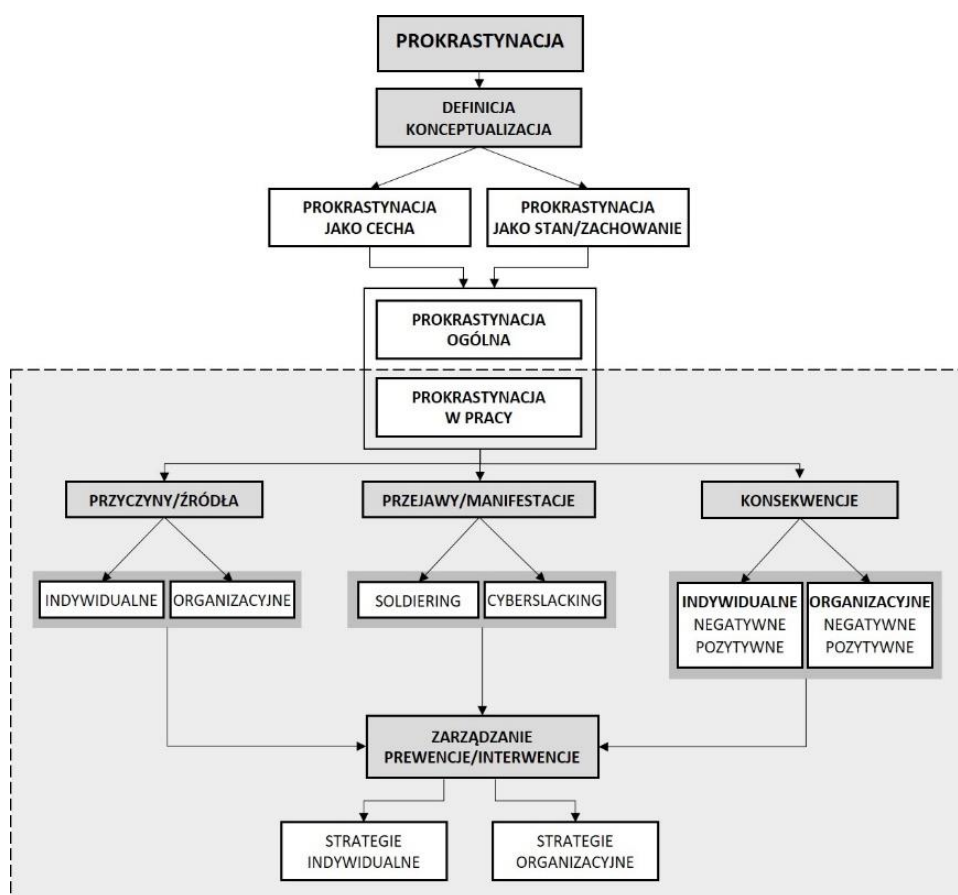 PROKRASTYNACJA
DEFINICJA
KONCEPTUALIZACJA
PROKRASTYNACJA
JAKO CECHA
PROKRASTYNACJA
JAKO STAN/ZACHOWANIE
PROKRASTYNACJA
OGÓLNA
PROKRASTYNACJA
W PRACY
PRZYCZYNY/ŹRÓDŁA
PRZEJAWY/MANIFESTACJE
KONSEKWENCJE
INDYWIDUALNE
ORGANIZACYJNE
SOLDIERING
CYBERSLACKING
INDYWIDUALNE
NEGATYWNE
POZYTYWNE
ORGANIZACYJNE
NEGATYWNE
POZYTYWNE
ZARZĄDZANIE
PREWENCJE/INTERWENCJE
STRATEGIE
INDYWIDUALNE
STRATEGIE
ORGANIZACYJNE